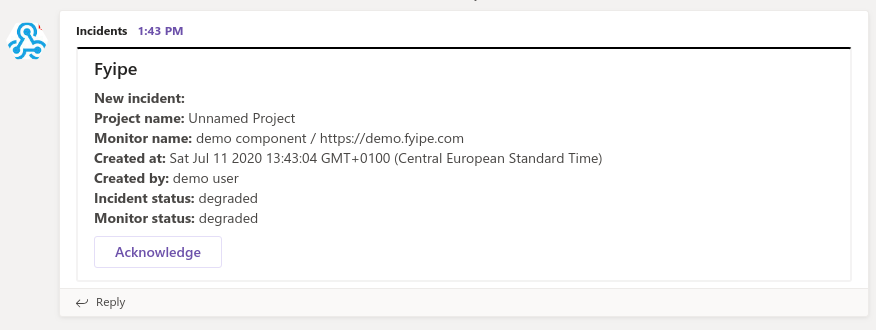 Incidents 1:43 PM
Fyipe
New incident:
Project name: Unnamed Project
Monitor name: demo component / https://demo.fyipe.com
Created at: Sat Jul 11 2020 13:43:04 GMT+0100 (Central European Standard Time)
Created by: demo user
Incident status: degraded
Monitor status: degraded
Acknowledge
Reply